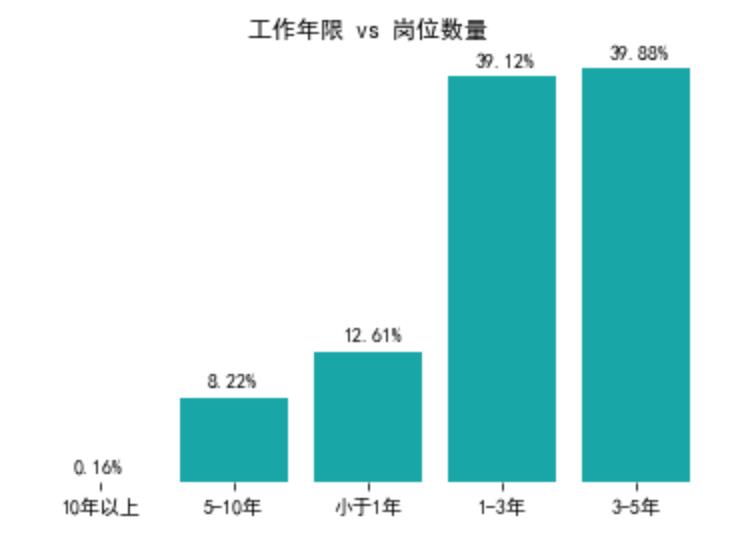 工作年限 vs 岗位数量
39.88%
39.12%
12.61%
8.22%
0.16%
10年以上
5-10年
小于1年
1-3年
3-5年